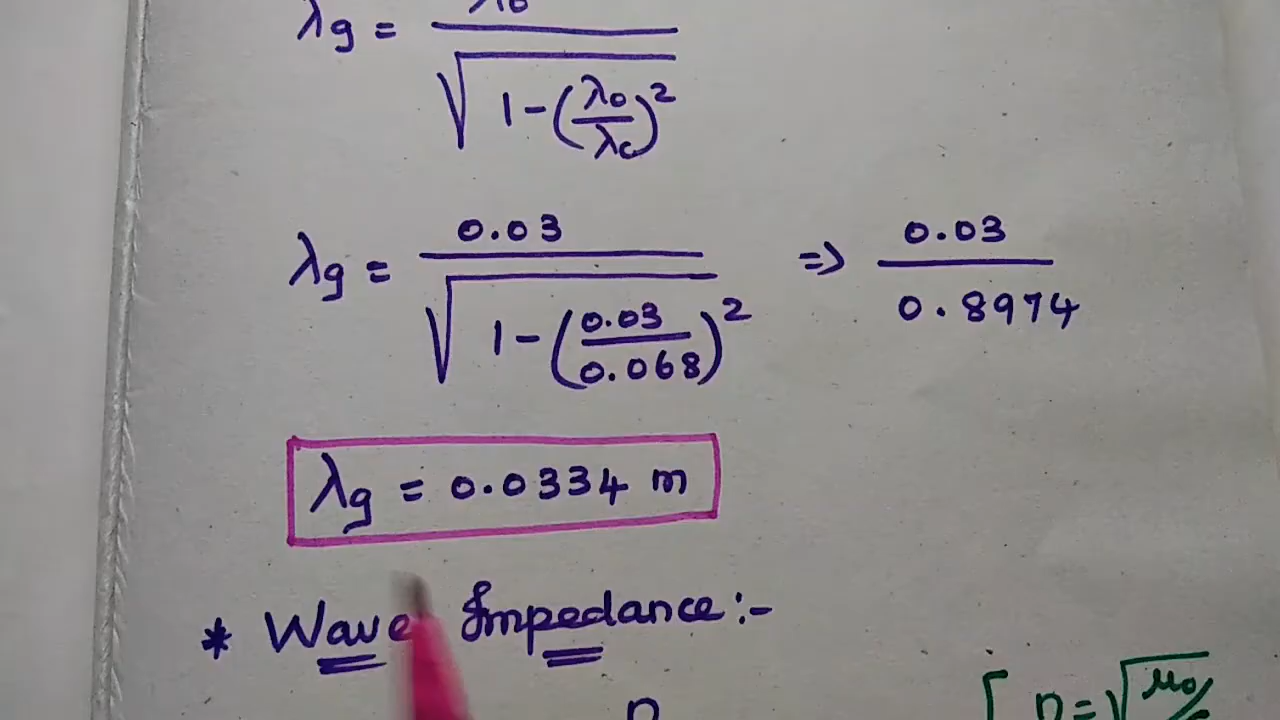 λg = λ0 / √(1-(λ0/λc)²)
λg = 0.03 / √(1-(0.03/0.068)²) => 0.03 / 0.8974
λg = 0.0334 m
* Wave Impedance:-
η [ η=√μ0/